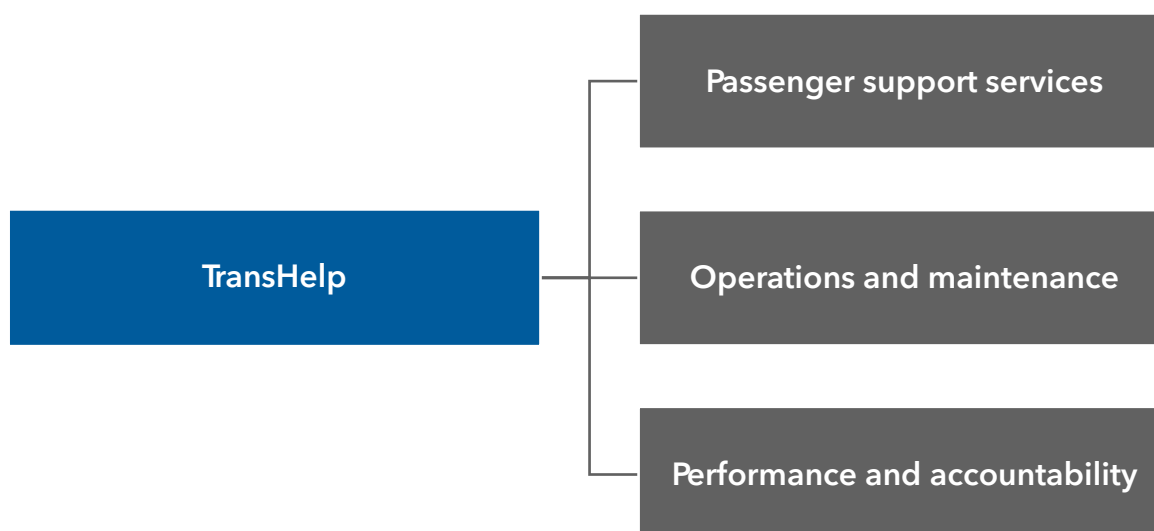 Passenger support services
TransHelp
Operations and maintenance
Performance and accountability